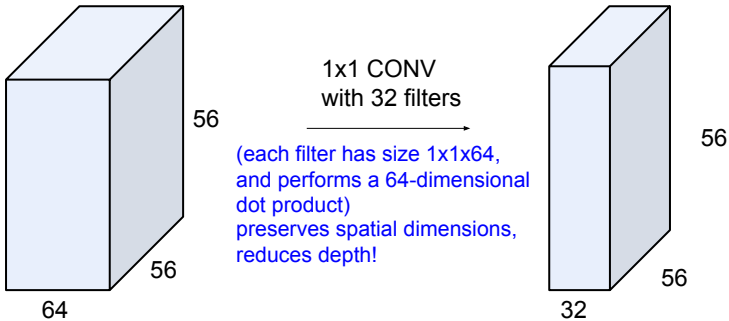 1x1 CONV
with 32 filters
56
56
64
(each filter has size 1x1x64,
and performs a 64-dimensional
dot product)
preserves spatial dimensions,
reduces depth!
56
56
32